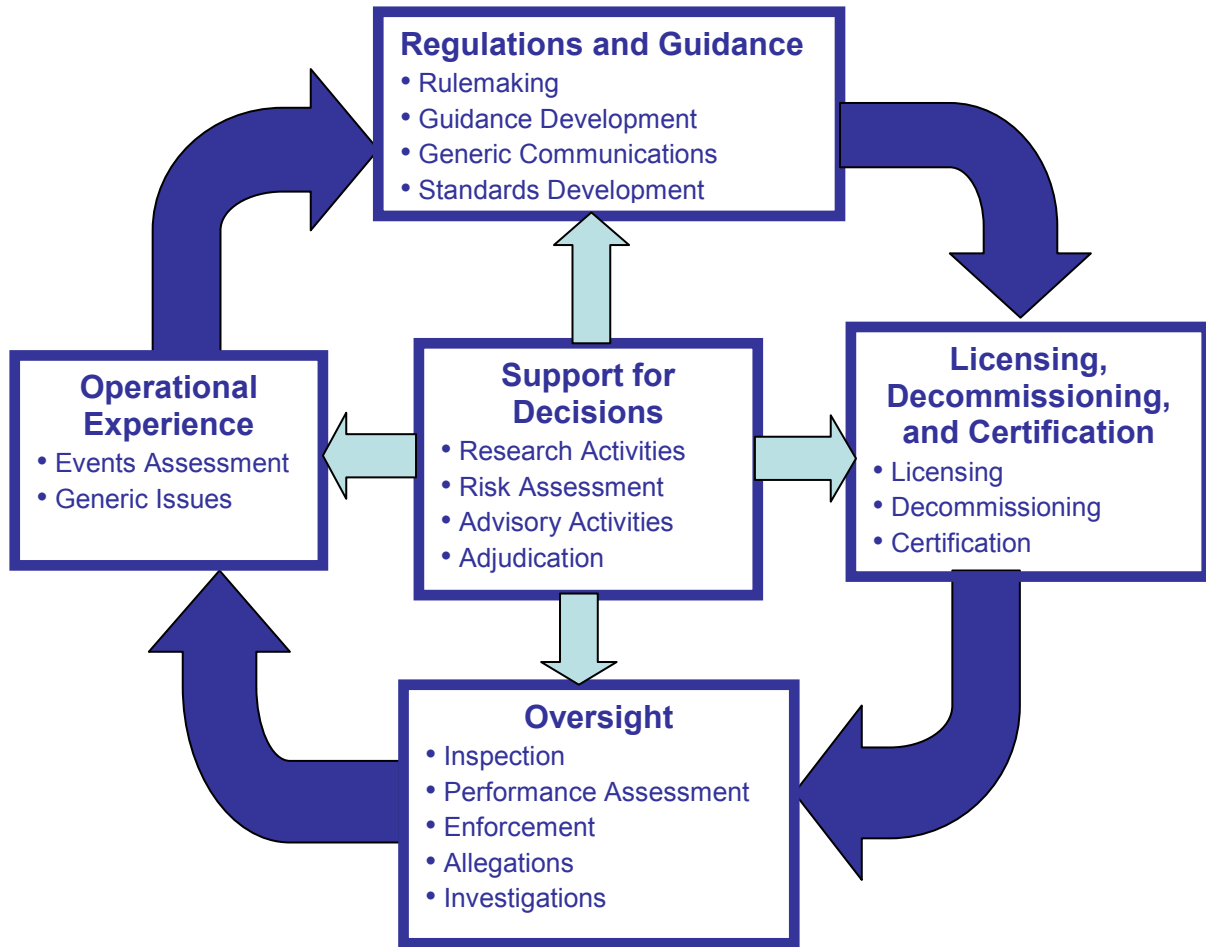 Regulations and Guidance
• Rulemaking
• Guidance Development
• Generic Communications
• Standards Development
Operational
Experience
• Events Assessment
• Generic Issues
Support for
Decisions
• Research Activities
• Risk Assessment
• Advisory Activities
• Adjudication
Licensing,
Decommissioning,
and Certification
• Licensing
• Decommissioning
• Certification
Oversight
• Inspection
• Performance Assessment
• Enforcement
• Allegations
• Investigations